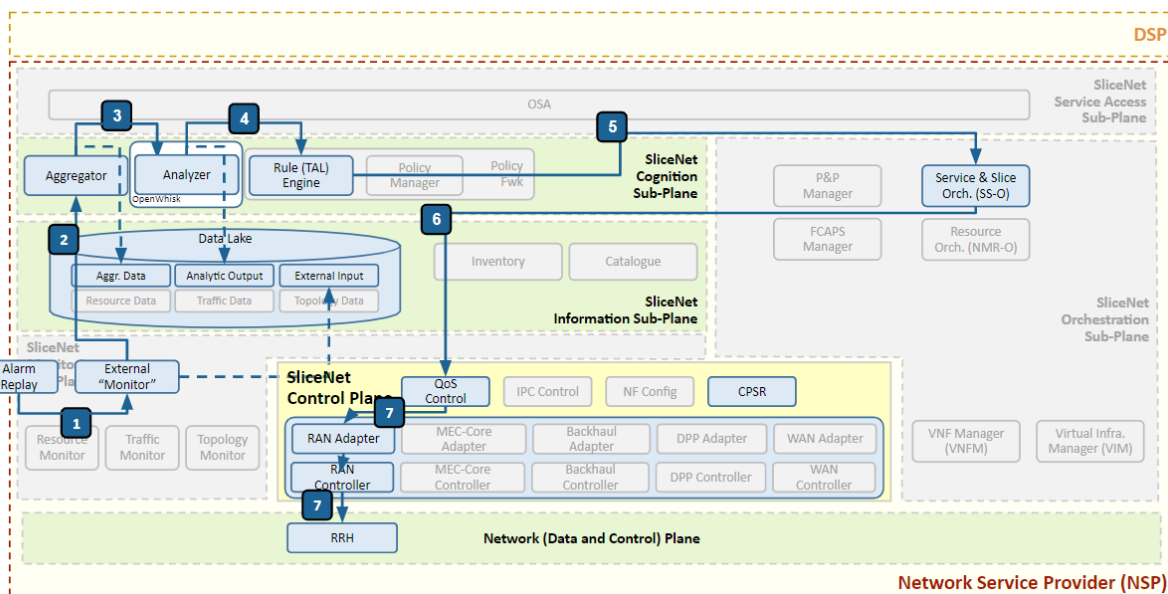 DSP
SliceNet
Service Access
Sub-Plane
OSA
3
4
5
Aggregator
Analyzer
OpenWhisk
Rule (TAL)
Engine
Policy
Manager
Policy
Fwk
SliceNet
Cognition
Sub-Plane
P&P
Manager
Service & Slice
Orch. (SS-O)
2
6
Data Lake
FCAPS
Manager
Resource
Orch. (NMR-O)
Aggr. Data
Analytic Output
External Input
Inventory
Catalogue
Resource Data
Traffic Data
Topology Data
SliceNet
Information Sub-Plane
SliceNet
Orchestration
Sub-Plane
SliceNet
Alarm
Replay
External
“Monitor”
1
Resource
Monitor
Traffic
Monitor
Topology
Monitor
SliceNet
Control Plane
QoS
Control
IPC Control
NF Config
CPSR
7
RAN Adapter
MEC-Core
Adapter
Backhaul
Adapter
DPP Adapter
WAN Adapter
RAN
Controller
MEC-Core
Controller
Backhaul
Controller
DPP Controller
WAN
Controller
VNF Manager
(VNFM)
Virtual Infra.
Manager (VIM)
7
RRH
Network (Data and Control) Plane
Network Service Provider (NSP)